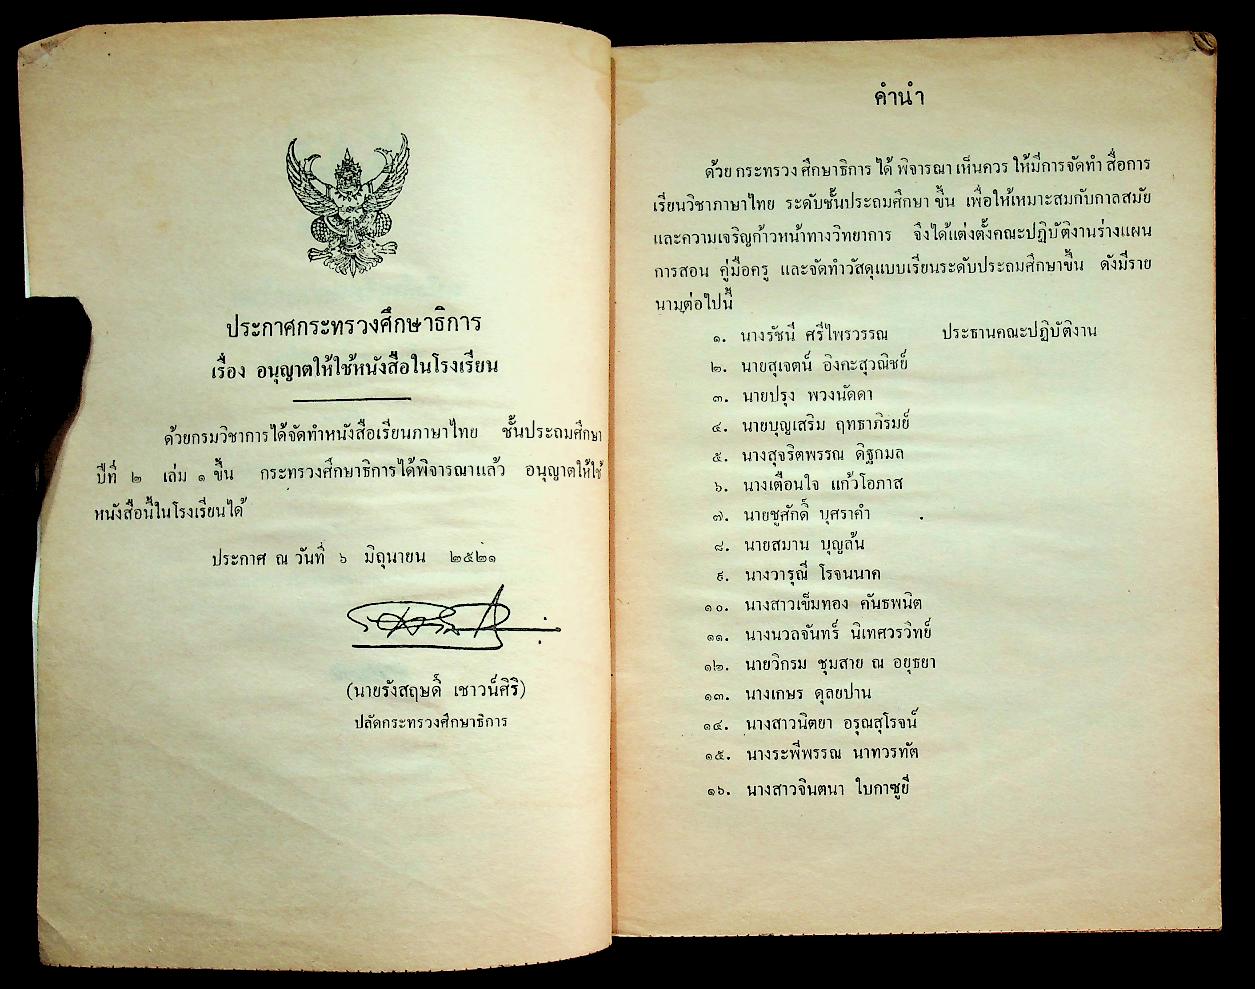 ประกาศกระทรวงศึกษาธิการ
เรื่อง อนุญาตให้ใช้หนังสือในโรงเรียน
ด้วยกรมวิชาการได้จัดทำหนังสือเรียนภาษาไทย ชั้นประถมศึกษา
ปีที่ ๒ เล่ม ๑ ขึ้น กระทรวงศึกษาธิการได้พิจารณาแล้ว อนุญาตให้ใช้
หนังสือนี้ในโรงเรียนได้
ประกาศ ณ วันที่ ๖ มิถุนายน ๒๕๒๑
(นายรังสฤษดิ์ เชาวน์ศิริ)
ปลัดกระทรวงศึกษาธิการ
คำนำ
ด้วย กระทรวง ศึกษาธิการ ได้ พิจารณา เห็นควร ให้มีการจัดทำ สื่อการ
เรียนวิชาภาษาไทย ระดับชั้นประถมศึกษา ขึ้น เพื่อให้เหมาะสมกับกาลสมัย
และความเจริญก้าวหน้าทางวิทยาการ จึงได้แต่งตั้งคณะปฏิบัติงานร่างแผน
การสอน คู่มือครู และจัดทำวัสดุแบบเรียนระดับประถมศึกษาขึ้น ดังมีราย
นามต่อไปนี้
๑. นางรัชนี ศรีไพรวรรณ ประธานคณะปฏิบัติงาน
๒. นายสุเจตน์ อิงคะสุวณิชย์
๓. นายปรุง พวงนัดดา
๔. นายบุญเสริม ฤทธาภิรมย์
๕. นางสุจริตพรรณ ดิฐกมล
๖. นางเตือนใจ แก้วโอภาส
๗. นายชูศักดิ์ บุศราคำ
๘. นายสมาน บุญล้น
๙. นางวารุณี โรจนนาค
๑๐. นางสาวเข็มทอง คันธพนิต
๑๑. นางนวลจันทร์ นิเทศวรวิทย์
๑๒. นายวิกรม ชุมสาย ณ อยุธยา
๑๓. นางเกษร ดุลยปาน
๑๔. นางสาวนิตยา อรุณสุโรจน์
๑๕. นางระพีพรรณ นาทวรทัต
๑๖. นางสาวจินตนา ใบกาซูยี